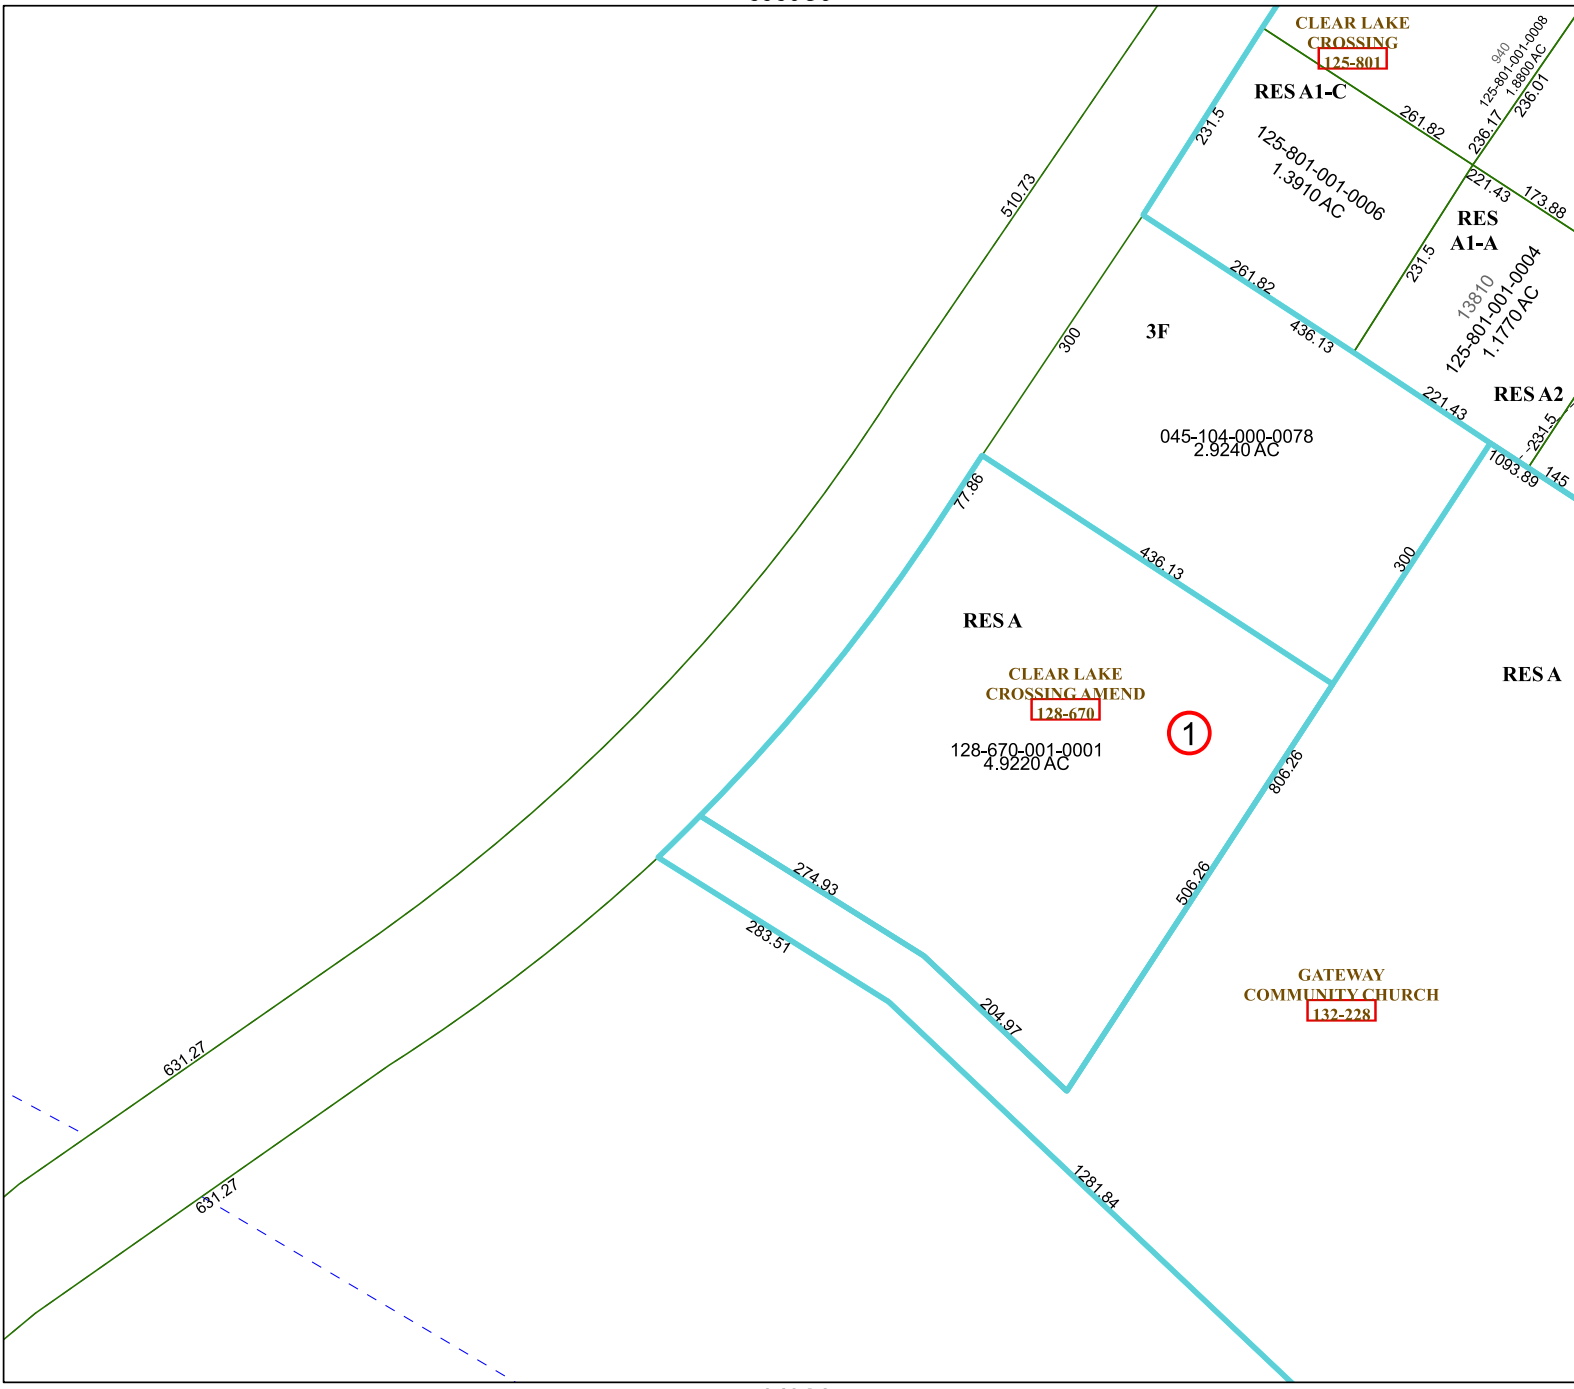 CLEAR LAKE
CROSSING
125-801
940
125-801-001-0008
1.8800 AC
236.01
236.17
RES A1-C
231.5
261.82
125-801-001-0006
1.3910 AC
221.43
173.88
510.73
RES
A1-A
231.5
13810
125-801-001-0004
1.1770 AC
261.82
436.13
300
3F
221.43
RES A2
231.5
1093.89
145
045-104-000-0078
2.9240 AC
77.86
436.13
300
RES A
RES A
CLEAR LAKE
CROSSING AMEND
128-670
1
128-670-001-0001
4.9220 AC
806.26
274.93
506.26
283.51
GATEWAY
COMMUNITY CHURCH
132-228
204.97
631.27
631.27
1281.84